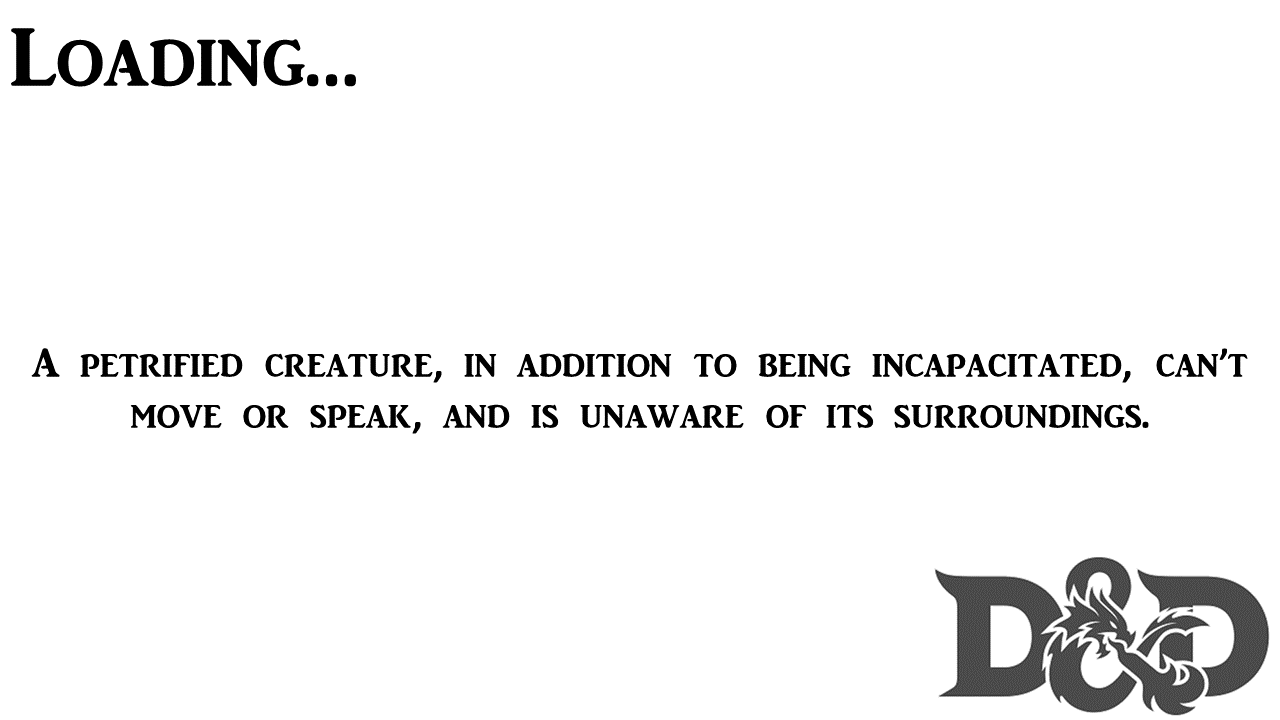 Loading...
A petrified creature, in addition to being incapacitated, can't
move or speak, and is unaware of its surroundings.
D&D